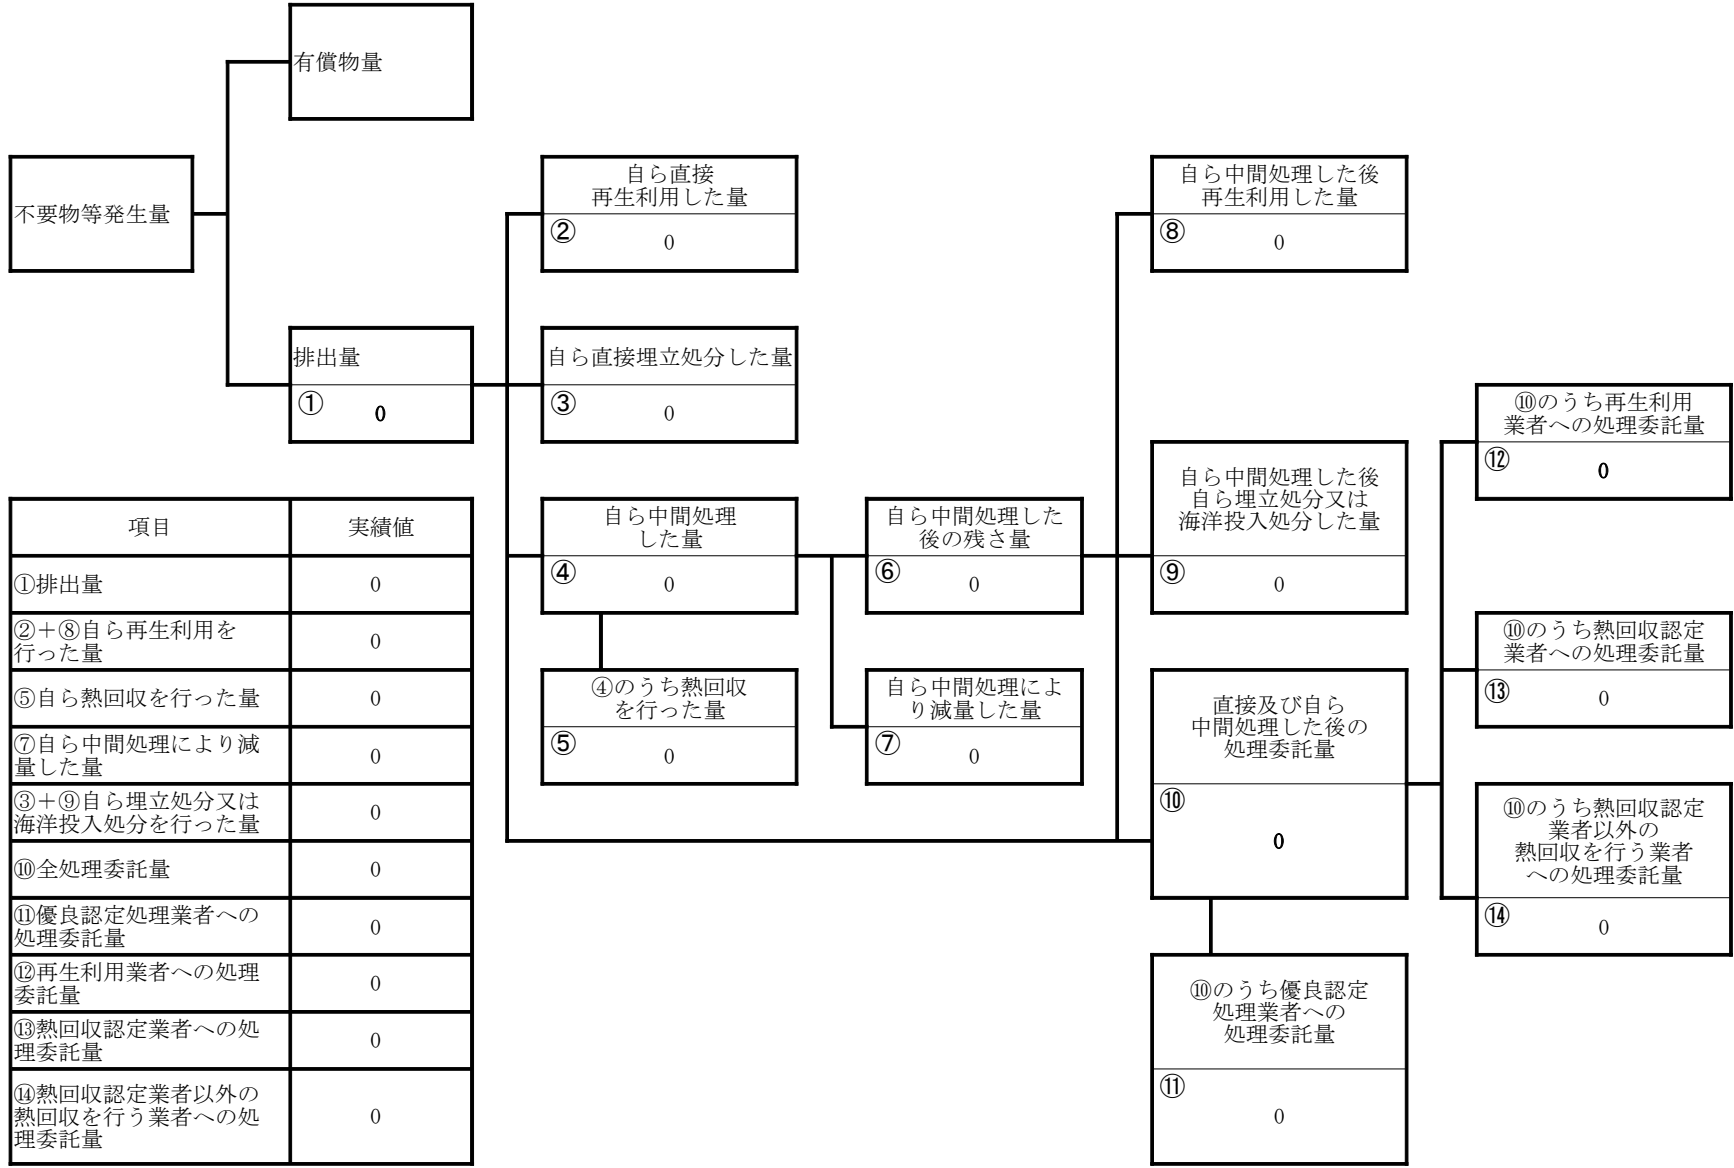 有償物量
不要物等発生量
自ら直接
再生利用した量
②
0
自ら中間処理した後
再生利用した量
⑧
0
排出量
①
0
自ら直接埋立処分した量
③
0
⑩のうち再生利用
業者への処理委託量
⑫
0
自ら中間処理
した量
④
0
自ら中間処理した
後の残さ量
⑥
0
自ら中間処理した後
自ら埋立処分又は
海洋投入処分した量
⑨
0
④のうち熱回収
を行った量
⑤
0
自ら中間処理によ
り減量した量
⑦
0
直接及び自ら
中間処理した後の
処理委託量
⑩
0
⑩のうち熱回収認定
業者への処理委託量
⑬
0
⑩のうち熱回収認定
業者以外の
熱回収を行う業者
への処理委託量
⑭
0
⑩のうち優良認定
処理業者への
処理委託量
⑪
0
項目 実績値
①排出量 0
②+⑧自ら再生利用を
行った量 0
⑤自ら熱回収を行った量 0
⑦自ら中間処理により減
量した量 0
③+⑨自ら埋立処分又は
海洋投入処分を行った量 0
⑩全処理委託量 0
⑪優良認定処理業者への
処理委託量 0
⑫再生利用業者への処理
委託量 0
⑬熱回収認定業者への処
理委託量 0
⑭熱回収認定業者以外の
熱回収を行う業者への処 0
理委託量